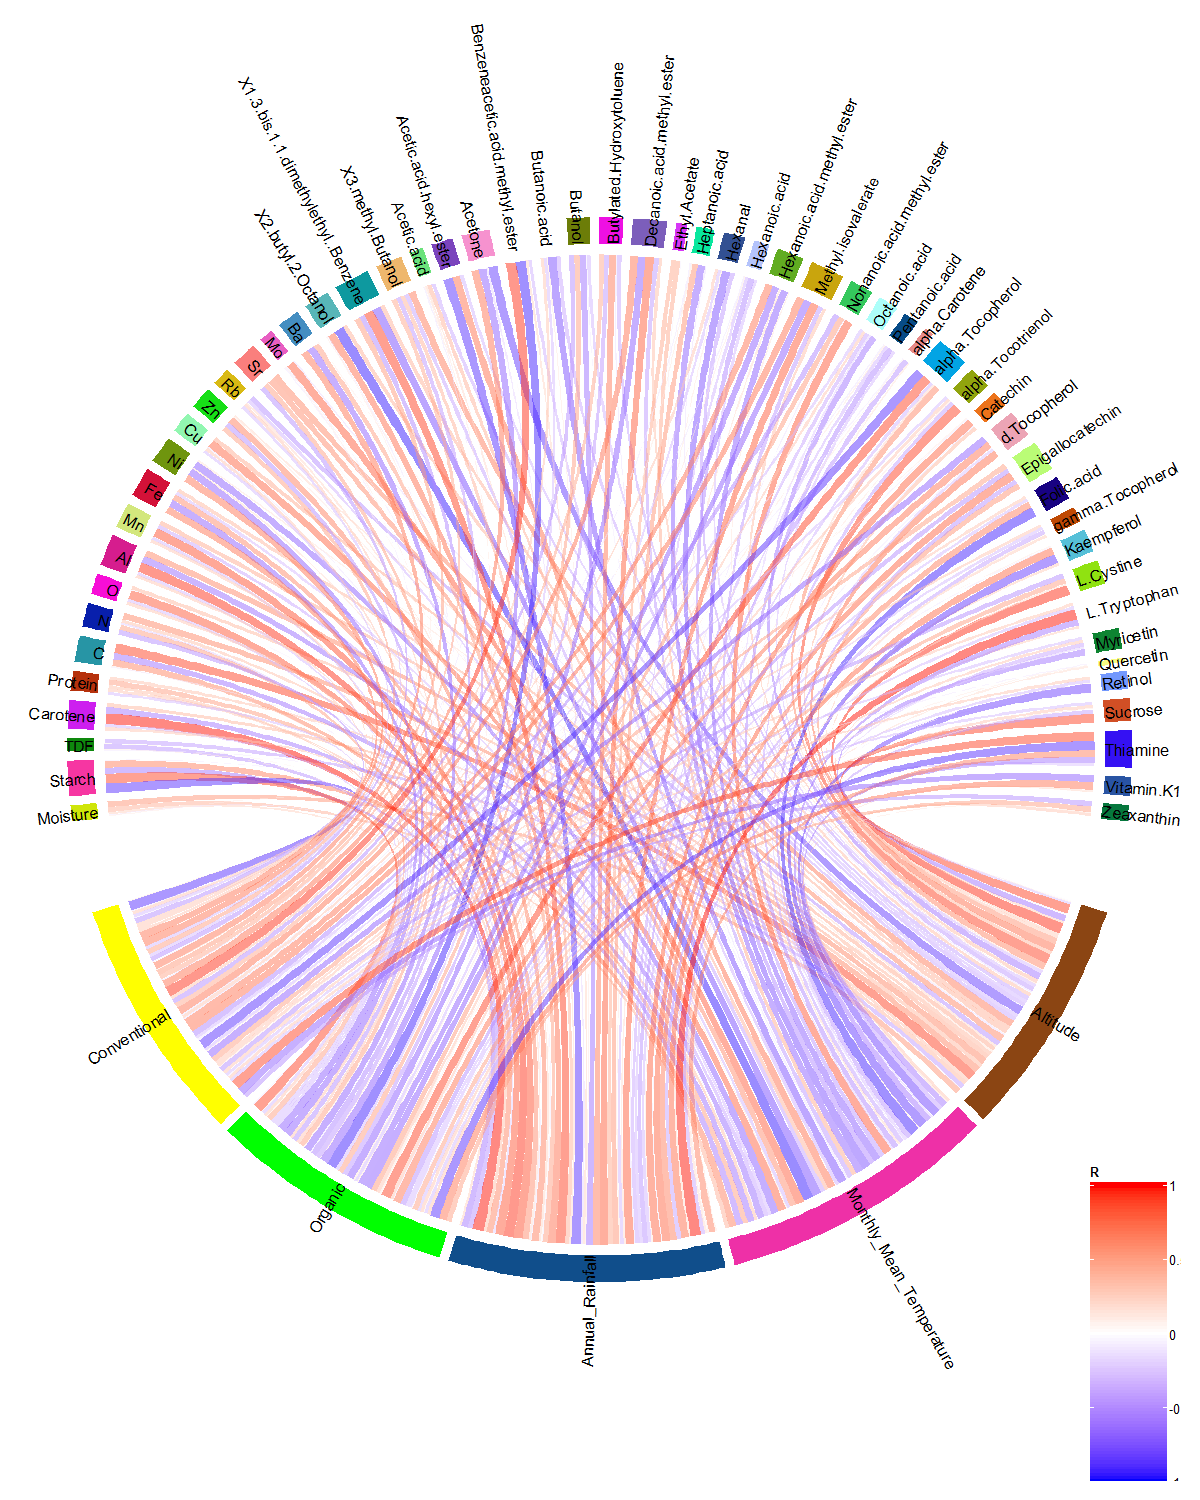 Moisture
Starch
TDF
Carotene
Protein
C
N
O
Al
Mn
Fe
Ni
Cu
Zn
Rb
Sr
Mo
Ba
X2.butyl.2.Octanol
X1.3.bis.1.1.dimethylethyl..Benzene
X3.methyl.Butanol
Acetic.acid
Acetic.acid.hexyl.ester
Acetone
Benzeneacetic.acid.methyl.ester
Butanoic.acid
Butanol
Butylated.Hydroxytoluene
Decanoic.acid.methyl.ester
Ethyl.Acetate
Heptanoic.acid
Hexanal
Hexanoic.acid
Hexanoic.acid.methyl.ester
Methyl.isovalerate
Nonanoic.acid.methyl.ester
Octanoic.acid
Pentanoic.acid
alpha.Carotene
alpha.Tocopherol
alpha.Tocotrienol
Catechin
d.Tocopherol
Epigallocatechin
Folic.acid
gamma.Tocopherol
Kaempferol
L.Cystine
L.Tryptophan
Myricetin
Quercetin
Retinol
Sucrose
Thiamine
Vitamin.K1
Zeaxanthin
Altitude
Monthly_Mean_Temperature
Annual_Rainfall
Organic
Conventional
R
1
0.
0
-0